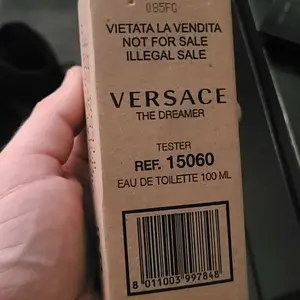 085FG
VIETATA LA VENDITA
NOT FOR SALE
ILLEGAL SALE
VERSACE
THE DREAMER
TESTER
REF. 15060
EAU DE TOILETTE 100 ML
8 011003 997848